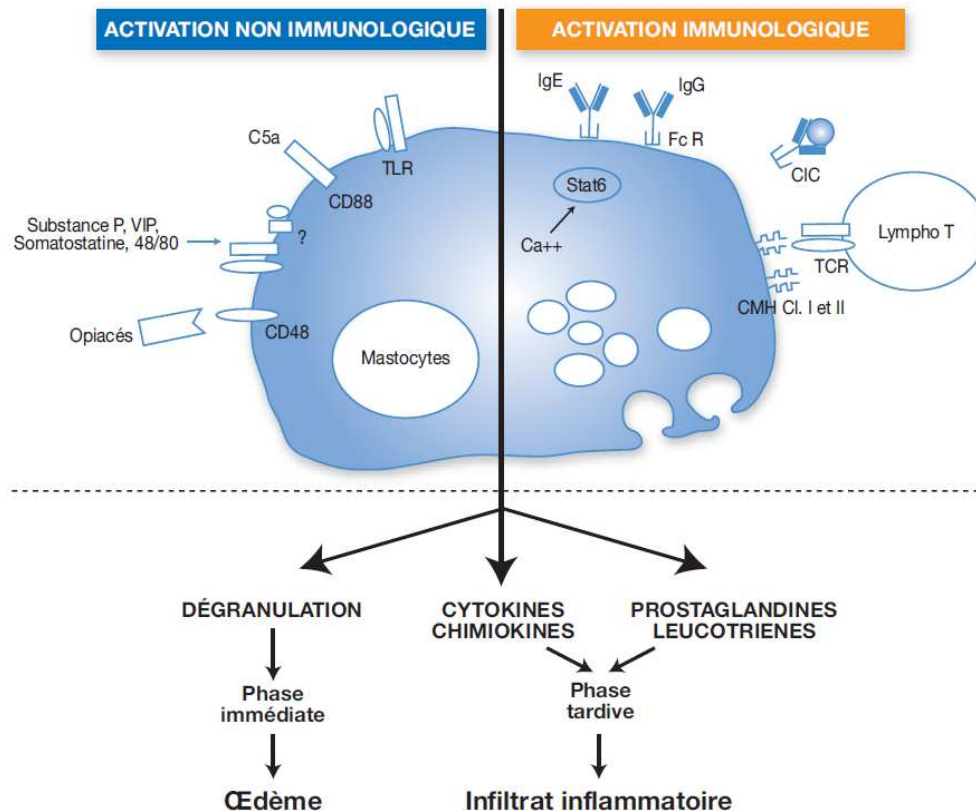 ACTIVATION NON IMMUNOLOGIQUE
ACTIVATION IMMUNOLOGIQUE
IgE
IgG
C5a
TLR
Fc R
CD88
CIC
Stat6
Substance P, VIP,
Somatostatine, 48/80
?
Ca++
Lympho T
TCR
CMH Cl. I et II
Opiacés
CD48
Mastocytes
DÉGRANULATION
CYTOKINES
CHIMIOKINES
PROSTAGLANDINES
LEUCOTRIENES
Phase
immédiate
Phase
tardive
Œdème
Infiltrat inflammatoire